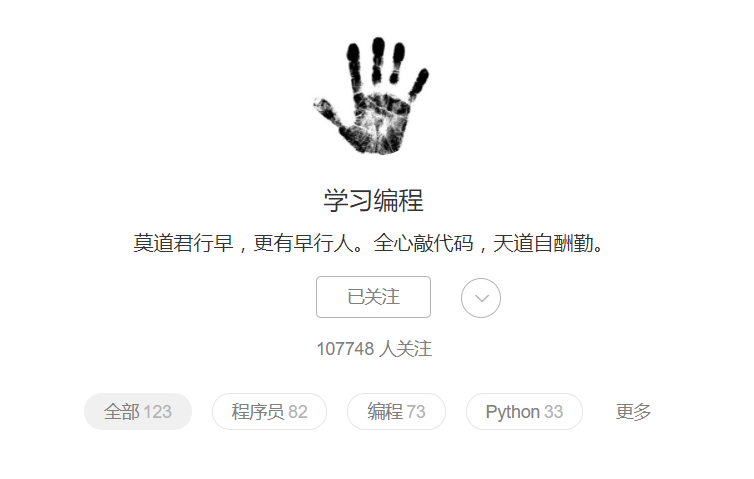 学习编程
莫道君行早，更有早行人。全心敲代码，天道自酬勤。
已关注
107748 人关注
全部 123 程序员 82 编程 73 Python 33 更多